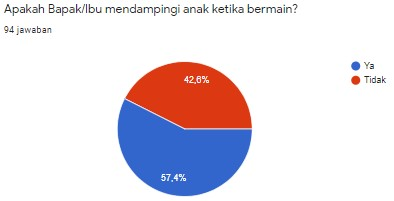 Apakah Bapak/Ibu mendampingi anak ketika bermain?
94 jawaban
Ya
Tidak
42,6%
57,4%